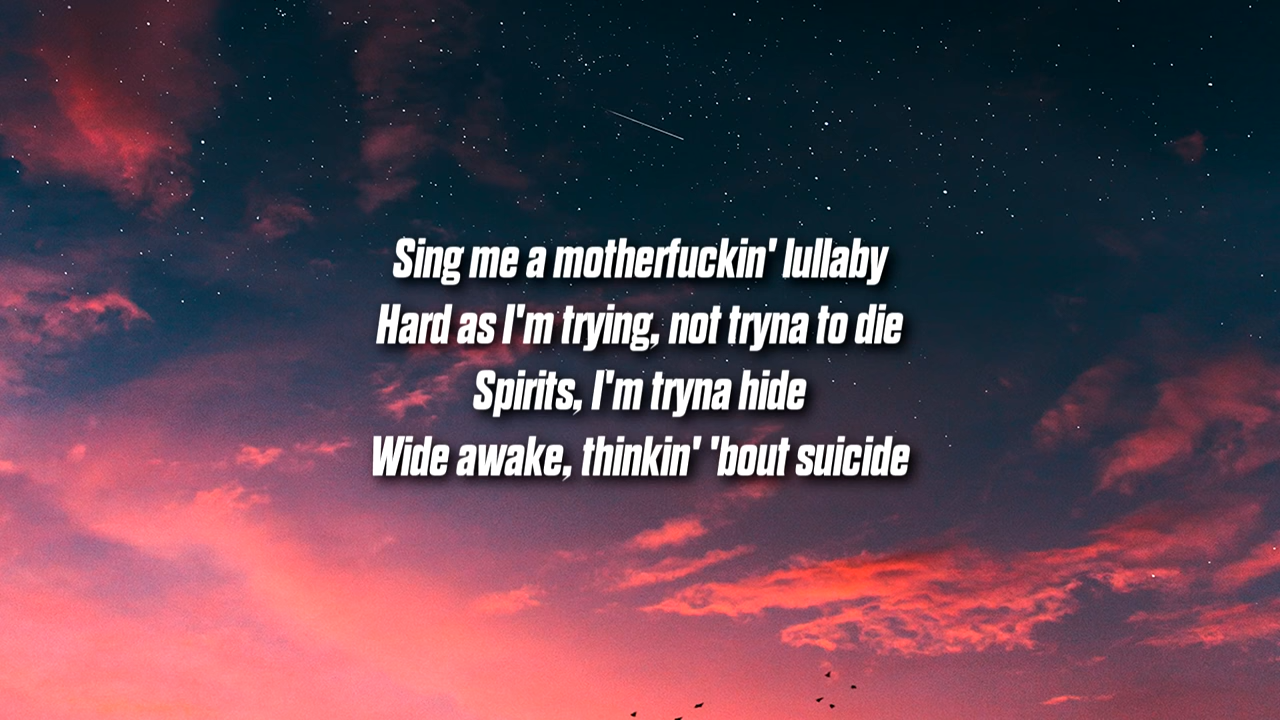 Sing me a motherfuckin' lullaby
Hard as I'm trying, not tryna to die
Spirits, I'm tryna hide
Wide awake, thinkin' 'bout suicide